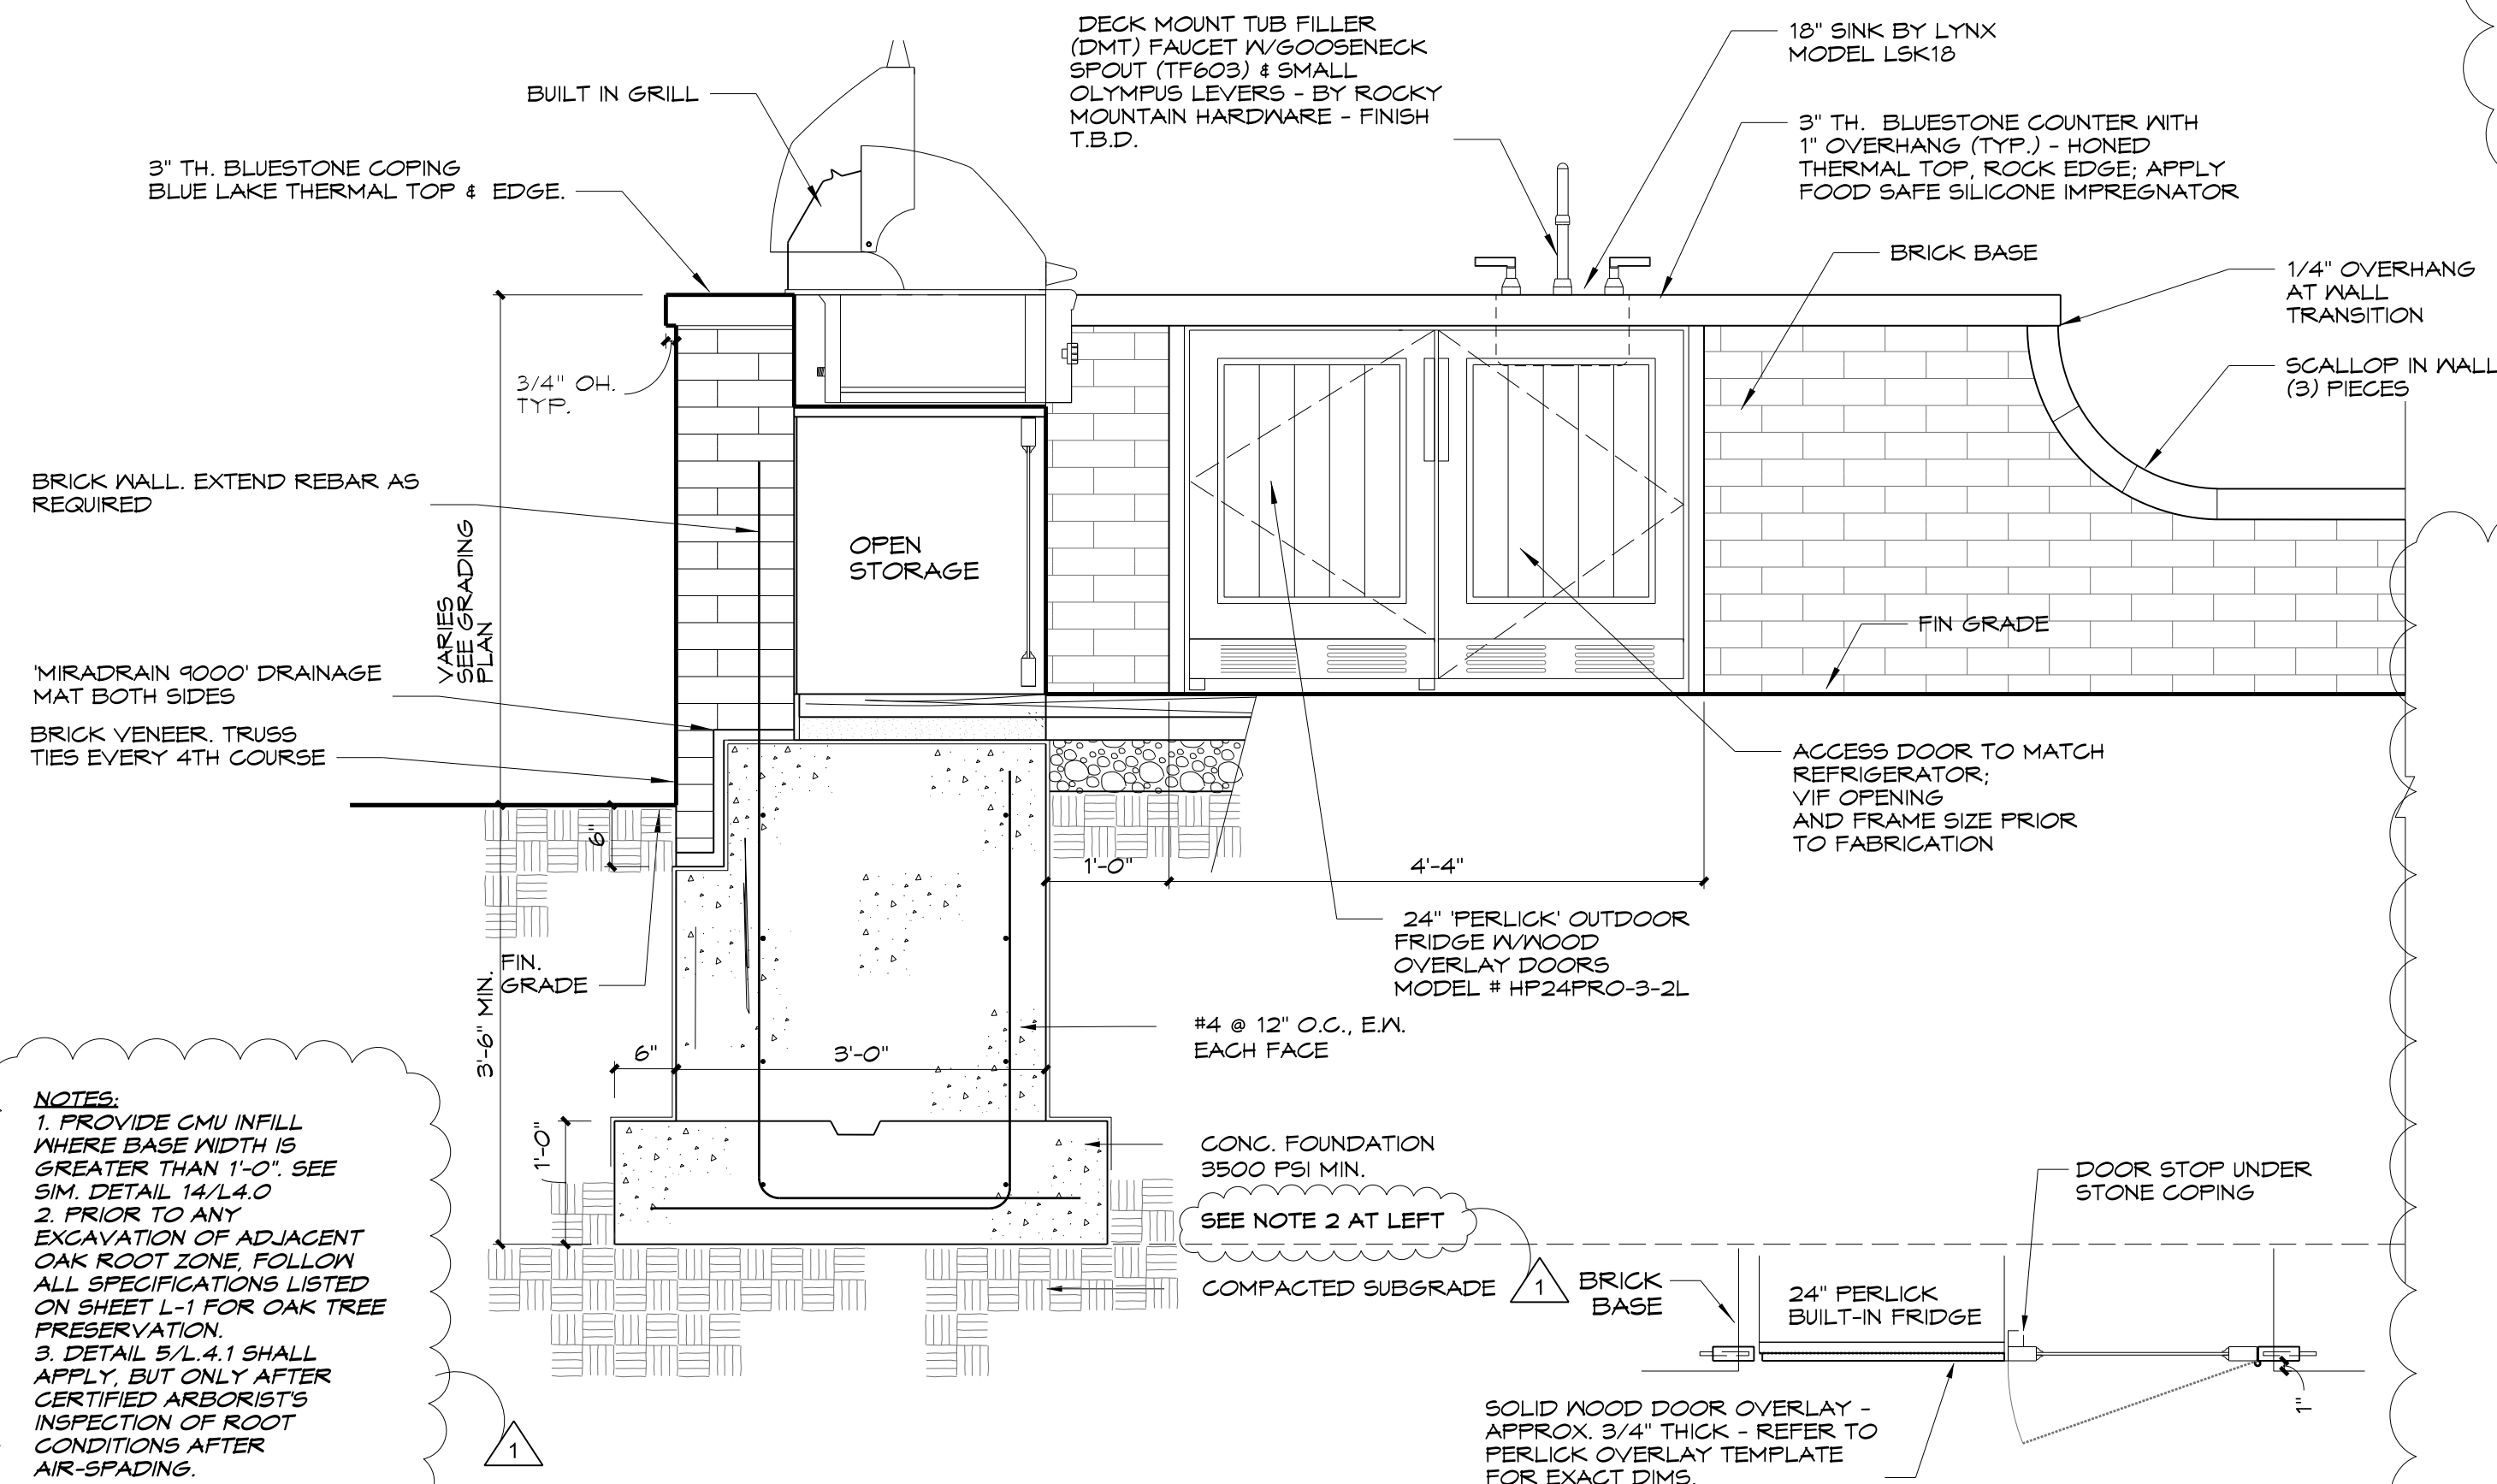 DECK MOUNT TUB FILLER
(DMT) FAUCET W/GOOSENECK
SPOUT (TF603) & SMALL
OLYMPUS LEVERS - BY ROCKY
MOUNTAIN HARDWARE - FINISH
T.B.D.
18" SINK BY LYNX
MODEL LSK18
BUILT IN GRILL
3" TH. BLUESTONE COUNTER WITH
1" OVERHANG (TYP.) - HONED
THERMAL TOP, ROCK EDGE; APPLY
FOOD SAFE SILICONE IMPREGNATOR
3" TH. BLUESTONE COPING
BLUE LAKE THERMAL TOP & EDGE.
BRICK BASE
1/4" OVERHANG
AT WALL
TRANSITION
SCALLOP IN WALL
(3) PIECES
3/4" OH.
TYP.
BRICK WALL. EXTEND REBAR AS
REQUIRED
VARIES
SEE GRADING
PLAN
OPEN
STORAGE
FIN GRADE
'MIRADRAIN 9000' DRAINAGE
MAT BOTH SIDES
BRICK VENEER. TRUSS
TIES EVERY 4TH COURSE
ACCESS DOOR TO MATCH
REFRIGERATOR;
VIF OPENING
AND FRAME SIZE PRIOR
TO FABRICATION
6"
1'-0"
4'-4"
24" 'PERLICK' OUTDOOR
FRIDGE W/WOOD
OVERLAY DOORS
MODEL # HP24PRO-3-2L
FIN.
GRADE
3'-6" MIN.
#4 @ 12" O.C., E.W.
EACH FACE
6"
3'-0"
1'-0"
CONC. FOUNDATION
3500 PSI MIN.
SEE NOTE 2 AT LEFT
COMPACTED SUBGRADE
1
NOTES:
1. PROVIDE CMU INFILL
WHERE BASE WIDTH IS
GREATER THAN 1'-0". SEE
SIM. DETAIL 14/L4.0
2. PRIOR TO ANY
EXCAVATION OF ADJACENT
OAK ROOT ZONE, FOLLOW
ALL SPECIFICATIONS LISTED
ON SHEET L-1 FOR OAK TREE
PRESERVATION.
3. DETAIL 5/L.4.1 SHALL
APPLY, BUT ONLY AFTER
CERTIFIED ARBORIST'S
INSPECTION OF ROOT
CONDITIONS AFTER
AIR-SPADING.
1
DOOR STOP UNDER
STONE COPING
BRICK
BASE
24" PERLICK
BUILT-IN FRIDGE
1"
SOLID WOOD DOOR OVERLAY -
APPROX. 3/4" THICK - REFER TO
PERLICK OVERLAY TEMPLATE
FOR EXACT DIMS.